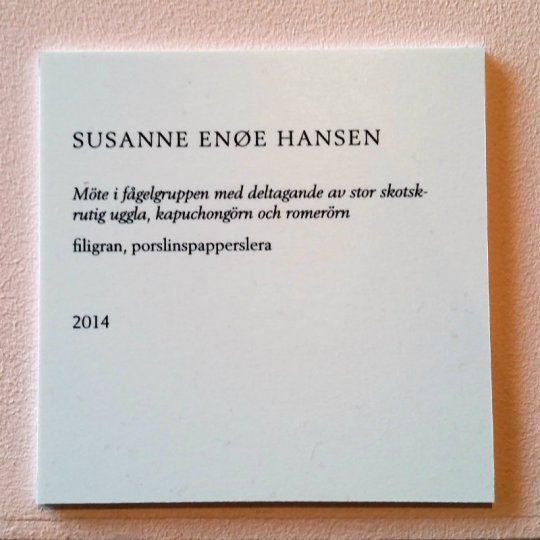 SUSANNE ENØE HANSEN
Möte i fågelgruppen med deltagande av stor skotsk-
rutig uggla, kapuchongörn och romerörn
filigran, porslinspapperslera
2014